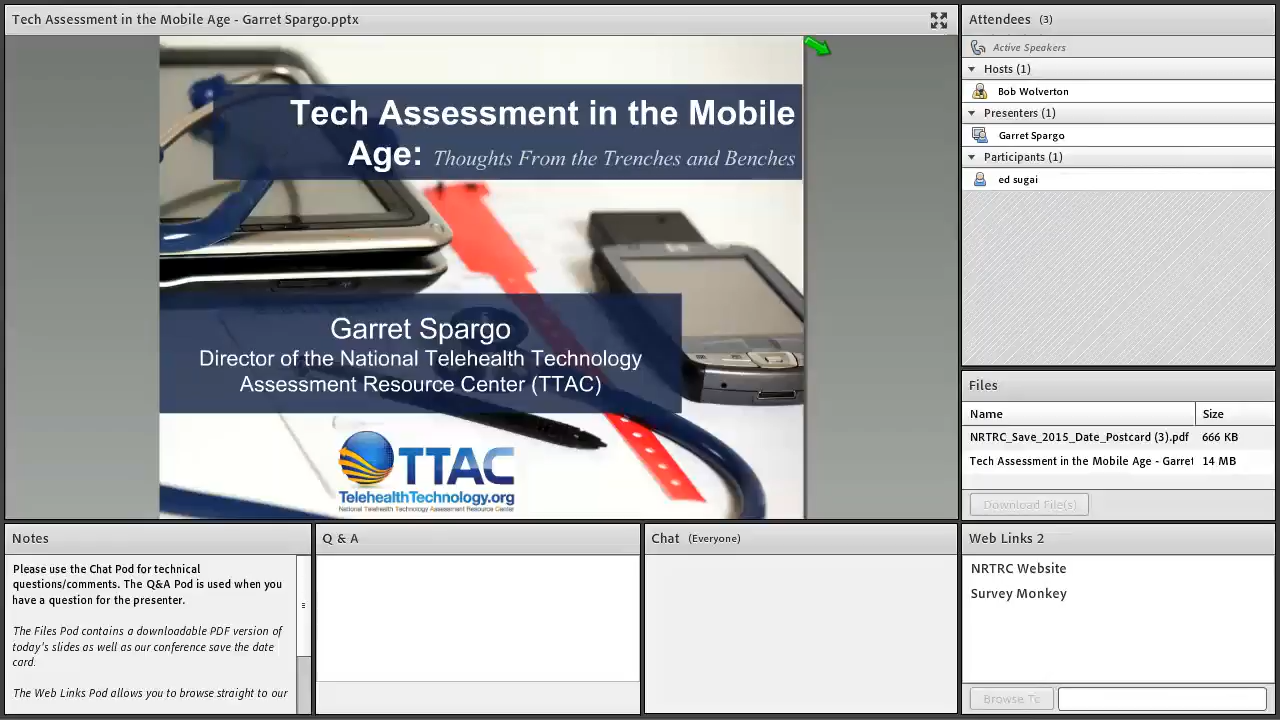 Tech Assessment in the Mobile Age - Garret Spargo.pptx
Tech Assessment in the Mobile
Age: Thoughts From the Trenches and Benches
Garret Spargo
Director of the National Telehealth Technology
Assessment Resource Center (TTAC)
TTAC
TelehealthTechnology.org
National Telehealth Technology Assessment Resource Center
Attendees (3)
Active Speakers
Hosts (1)
Bob Wolverton
Presenters (1)
Garret Spargo
Participants (1)
ed sugai
Files
Name Size
NRTRC_Save_2015_Date_Postcard (3).pdf 666 KB
Tech Assessment in the Mobile Age - Garret 14 MB
Download File(s)
Notes
Please use the Chat Pod for technical
questions/comments. The Q&A Pod is used when you
have a question for the presenter.
The Files Pod contains a downloadable PDF version of
today's slides as well as our conference save the date
card.
The Web Links Pod allows you to browse straight to our
Q & A
Chat (Everyone)
Web Links 2
NRTRC Website
Survey Monkey
Browse To